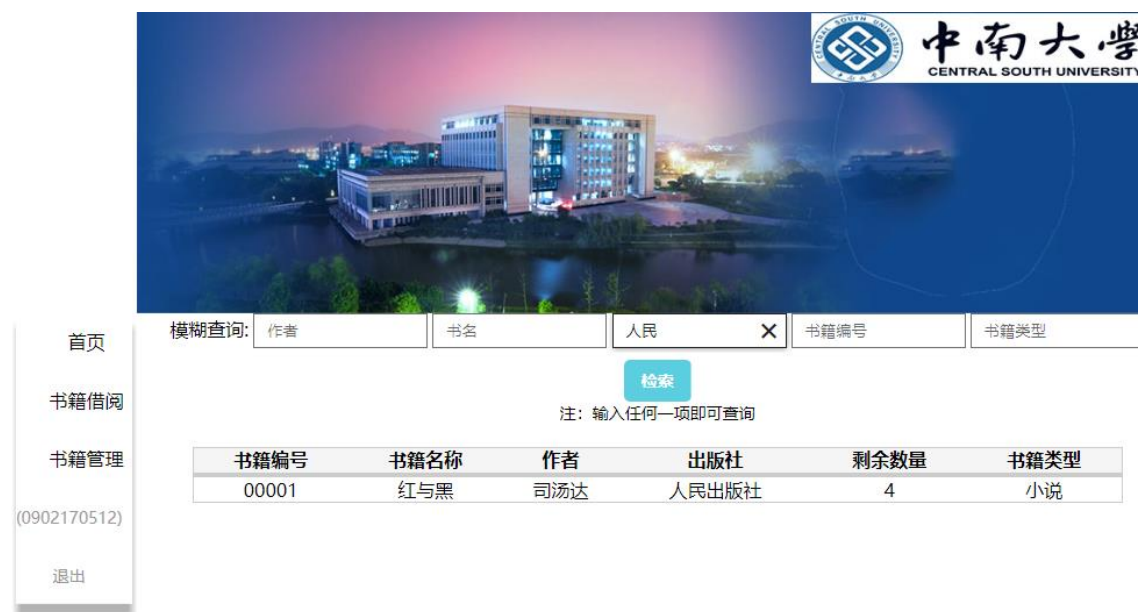 中南大學
CENTRAL SOUTH UNIVERSITY
首页
书籍借阅
书籍管理
(0902170512)
退出
模糊查询: 作者 书名 人民 书籍编号 书籍类型
检索
注：输入任何一项即可查询
书籍编号 书籍名称 作者 出版社 剩余数量 书籍类型
00001 红与黑 司汤达 人民出版社 4 小说